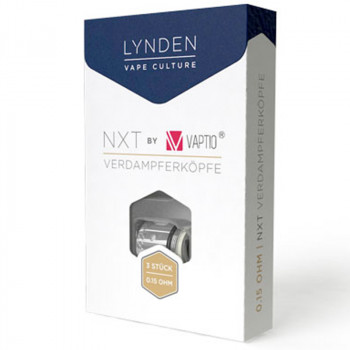 LYNDEN
VAPE CULTURE
NXT BY VAPTIO®
VERDAMPFERKÖPFE
3 STÜCK
0.15 OHM
0.15 OHM | NXT VERDAMPFERKÖPFE